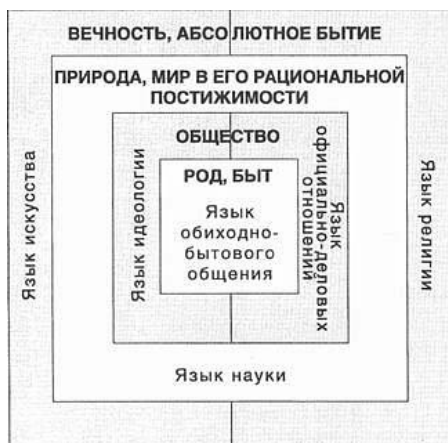 ВЕЧНОСТЬ, АБСОЛЮТНОЕ БЫТИЕ
ПРИРОДА, МИР В ЕГО РАЦИОНАЛЬНОЙ
ПОСТИЖИМОСТИ
ОБЩЕСТВО
РОД, БЫТ
Язык
обиходно-
бытового
общения
Язык идеологии
Язык
официально-деловых
отношений
Язык искусства
Язык религии
Язык науки